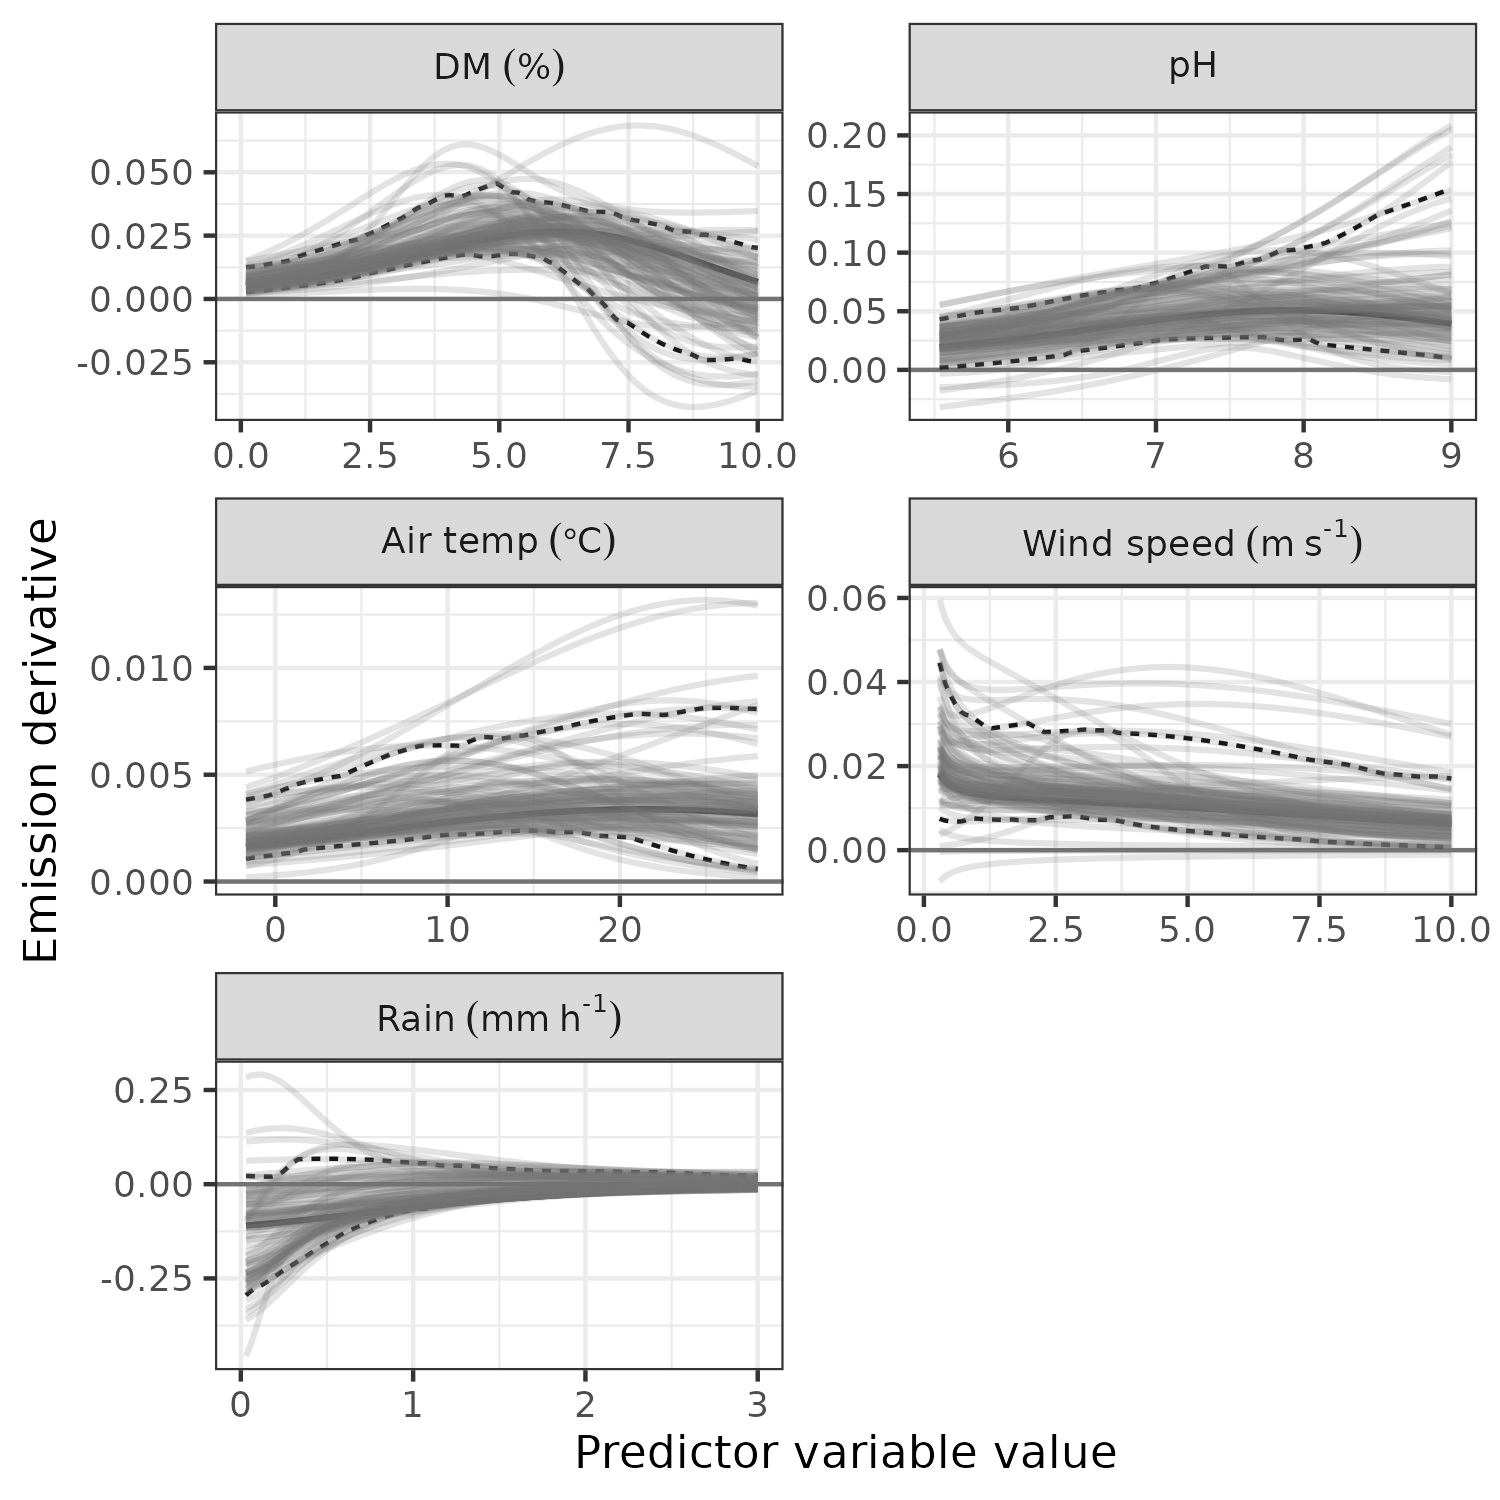 DM (%)
pH
0.050
0.025
0.000
-0.025
0.0 2.5 5.0 7.5 10.0
0.20
0.15
0.10
0.05
0.00
6 7 8 9
Air temp (°C)
Wind speed (m s⁻¹)
0.010
0.005
0.000
0 10 20
0.06
0.04
0.02
0.00
0.0 2.5 5.0 7.5 10.0
Rain (mm h⁻¹)
0.25
0.00
-0.25
0 1 2 3
Emission derivative
Predictor variable value